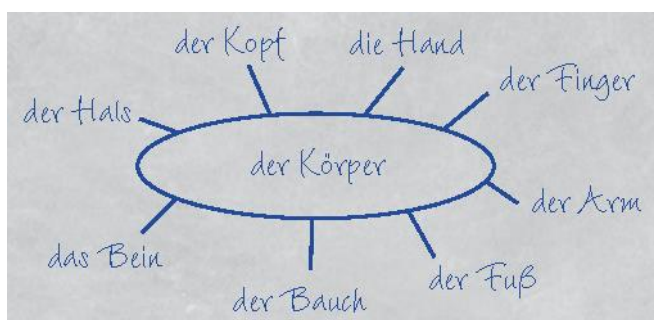 der Kopf
die Hand
der Finger
der Hals
der Körper
der Arm
das Bein
der Fuß
der Bauch